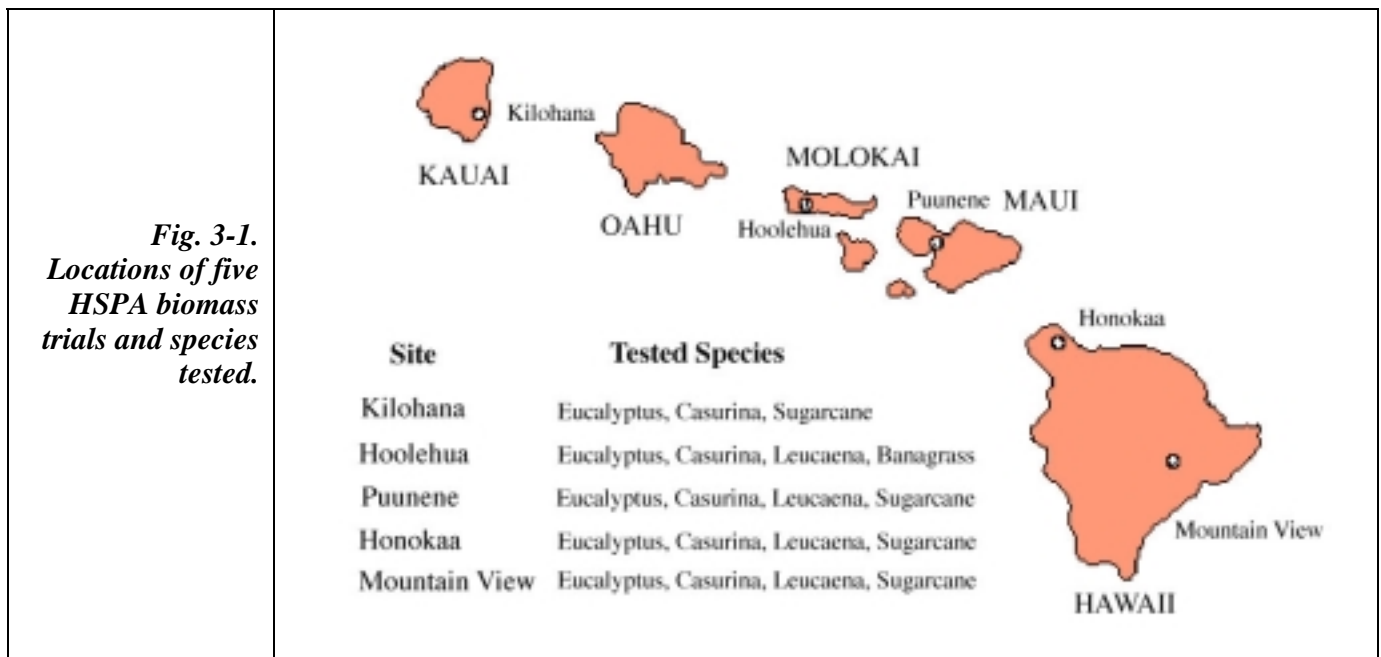 Fig. 3-1.
Locations of five
HSPA biomass
trials and species
tested.
Kilohana
KAUAI
OAHU
MOLOKAI
Hoolehua
Puunene MAUI
Honokaa
Mountain View
HAWAII
Site Tested Species
Kilohana Eucalyptus, Casurina, Sugarcane
Hoolehua Eucalyptus, Casurina, Leucaena, Banagrass
Puunene Eucalyptus, Casurina, Leucaena, Sugarcane
Honokaa Eucalyptus, Casurina, Leucaena, Sugarcane
Mountain View Eucalyptus, Casurina, Leucaena, Sugarcane